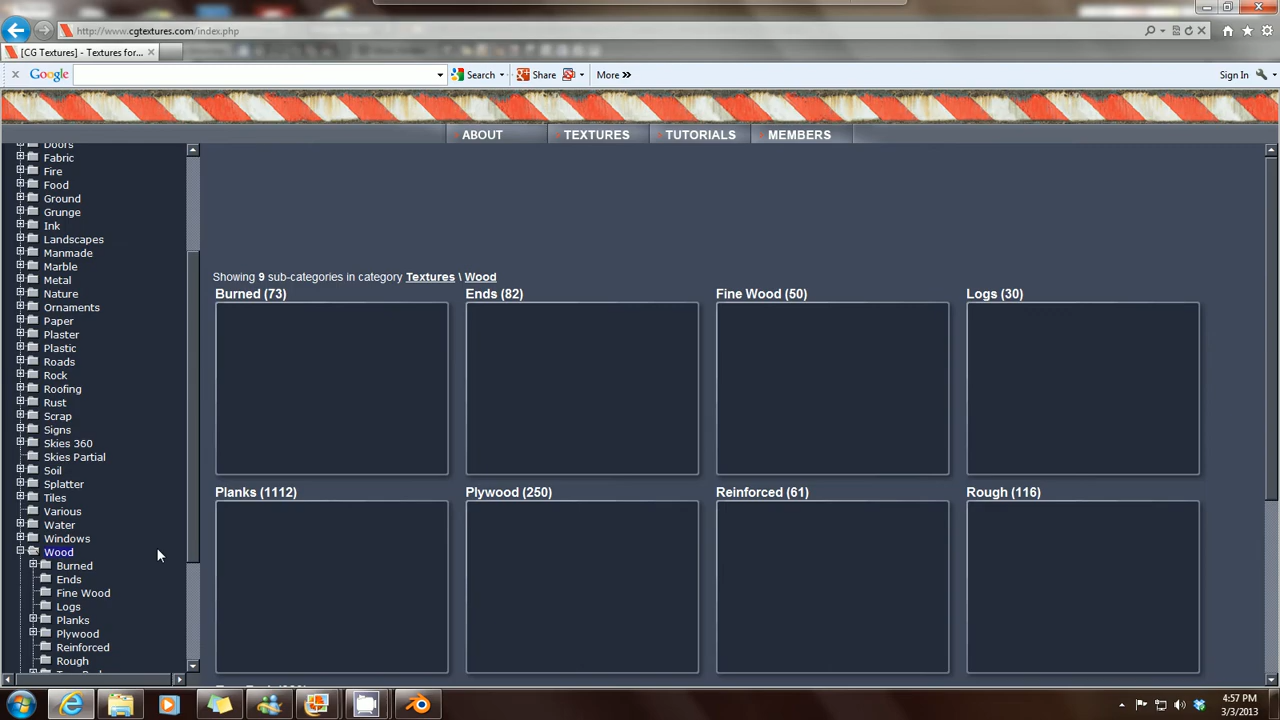 http://www.cgtextures.com/index.php
[CG Textures] - Textures for...
Google Search Share More » Sign In
ABOUT TEXTURES TUTORIALS MEMBERS
Doors
Fabric
Fire
Food
Ground
Grunge
Ink
Landscapes
Manmade
Marble
Metal
Nature
Ornaments
Paper
Plaster
Plastic
Roads
Rock
Roofing
Rust
Scrap
Signs
Skies 360
Skies Partial
Soil
Splatter
Tiles
Various
Water
Windows
Wood
Burned
Ends
Fine Wood
Logs
Planks
Plywood
Reinforced
Rough
Showing 9 sub-categories in category Textures \ Wood
Burned (73) Ends (82) Fine Wood (50) Logs (30)
Planks (1112) Plywood (250) Reinforced (61) Rough (116)
4:57 PM
3/3/2013